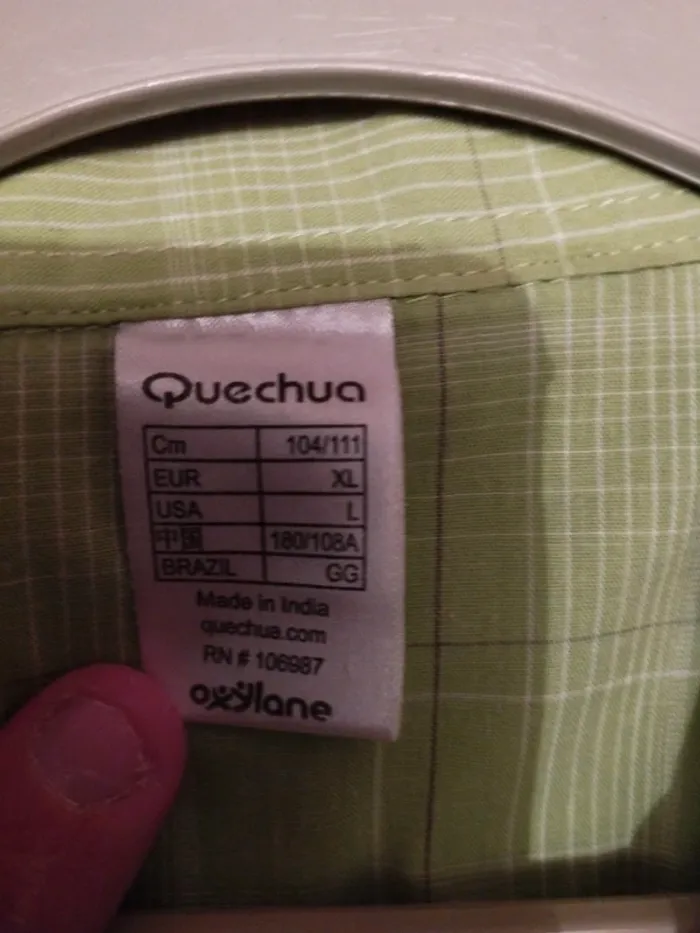 Quechua
Cm 104/111
EUR XL
USA L
中国 180/108A
BRAZIL GG
Made in India
quechua.com
RN # 106987
oxylane